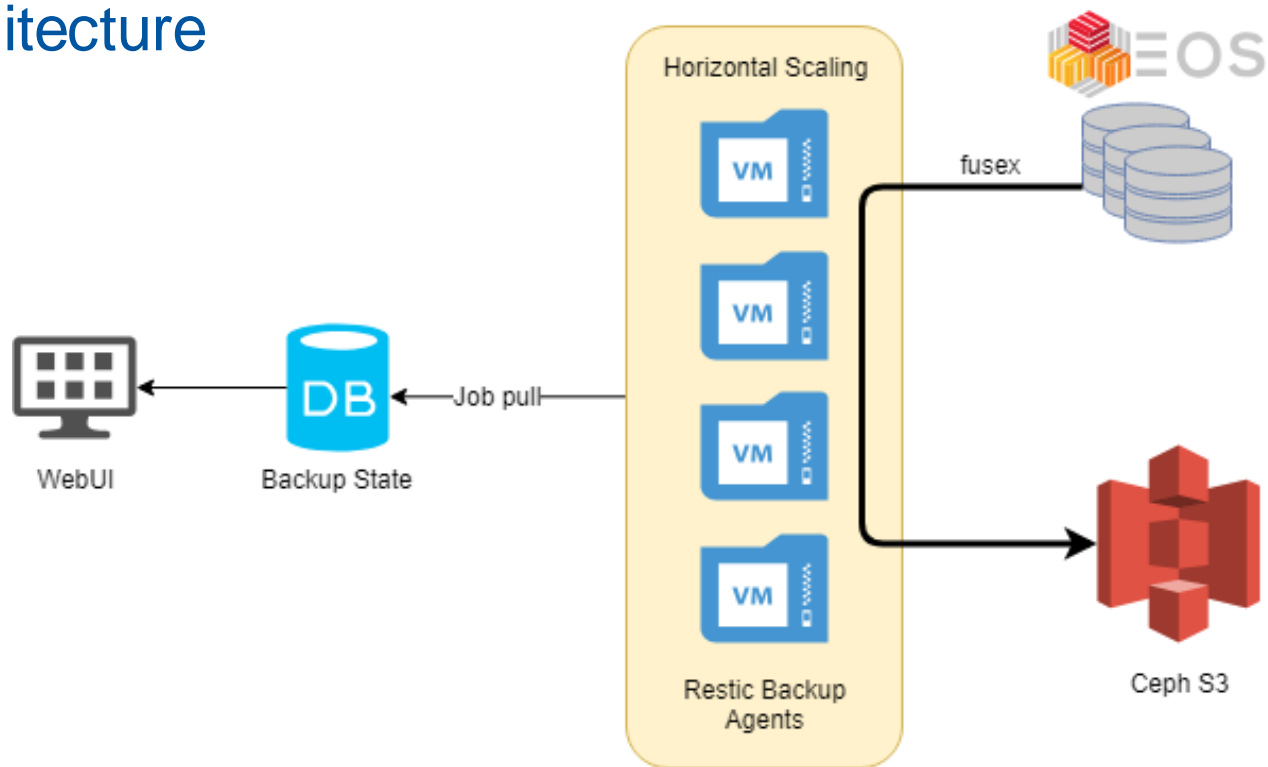 itecture
Horizontal Scaling
EOS
VM
fusex
VM
DB
Job pull
WebUI
Backup State
VM
VM
Restic Backup
Agents
Ceph S3